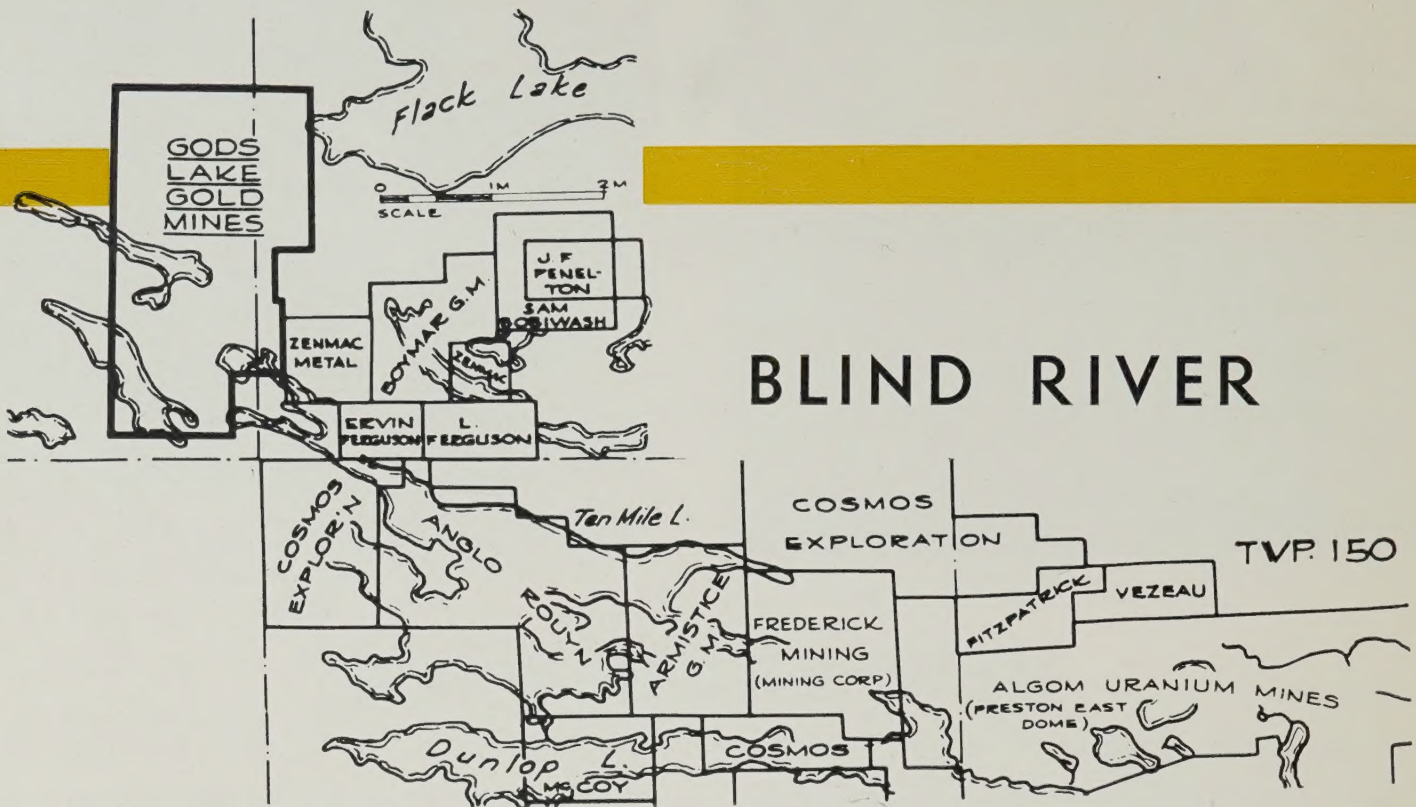 Flack Lake
GODS
LAKE
GOLD
MINES
0 1M 2M
SCALE
J. F.
PENEL-
TON
SAM
BOBIWASH
BOYMAR G.M.
ZENMAC
METAL
ZENMAC
BLIND RIVER
ERVIN
FERGUSON
L.
FERGUSON
COSMOS
EXPLOR'N
ANGLO
ROUYN
Ten Mile L.
ARMISTICE
G.M.
COSMOS
EXPLORATION
TWP. 150
FITZPATRICK
VEZEAU
FREDERICK
MINING
(MINING CORP)
ALGOM URANIUM MINES
(PRESTON EAST
DOME)
Dunlop L.
COSMOS
MCCOY